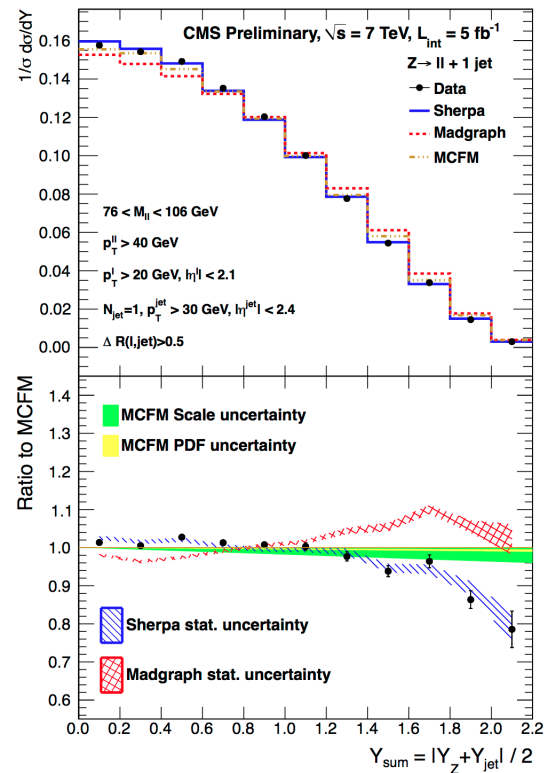 CMS Preliminary, √s = 7 TeV, L_int = 5 fb⁻¹
Z→ ll + 1 jet
Data
Sherpa
Madgraph
MCFM
1/σ dσ/dY
0.16
0.14
0.12
0.10
0.08
0.06
0.04
0.02
0.00
76 < M_ll < 106 GeV
p_T^ll > 40 GeV
p_T^l > 20 GeV, |η^l| < 2.1
N_jet=1, p_T^jet > 30 GeV, |η^jet| < 2.4
Δ R(l,jet)>0.5
Ratio to MCFM
1.4
1.3
1.2
1.1
1.0
0.9
0.8
0.7
0.6
MCFM Scale uncertainty
MCFM PDF uncertainty
Sherpa stat. uncertainty
Madgraph stat. uncertainty
0.0 0.2 0.4 0.6 0.8 1.0 1.2 1.4 1.6 1.8 2.0 2.2
Y_sum = |Y_Z+Y_jet| / 2